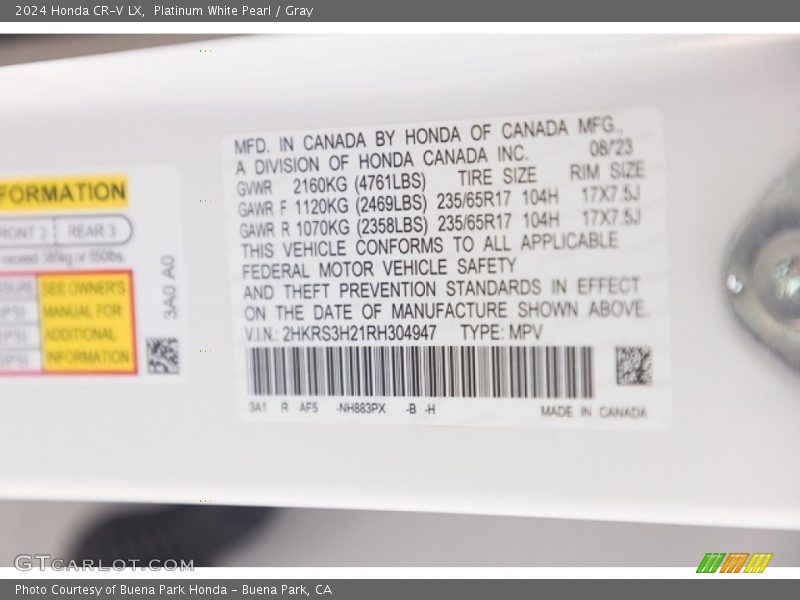 2024 Honda CR-V LX, Platinum White Pearl / Gray
FORMATION
FRONT 2 REAR 3
SEE OWNER'S
MANUAL FOR
ADDITIONAL
INFORMATION
3A0 A0
MFD. IN CANADA BY HONDA OF CANADA MFG.,
A DIVISION OF HONDA CANADA INC. 08/'23
GVWR 2160KG (4761LBS) TIRE SIZE RIM SIZE
GAWR F 1120KG (2469LBS) 235/65R17 104H 17X7.5J
GAWR R 1070KG (2358LBS) 235/65R17 104H 17X7.5J
THIS VEHICLE CONFORMS TO ALL APPLICABLE
FEDERAL MOTOR VEHICLE SAFETY
AND THEFT PREVENTION STANDARDS IN EFFECT
ON THE DATE OF MANUFACTURE SHOWN ABOVE.
V.I.N.: 2HKRS3H21RH304947 TYPE: MPV
3A1 R AF5 -NH883PX -B -H MADE IN CANADA
GTcarlot.com
Photo Courtesy of Buena Park Honda - Buena Park, CA